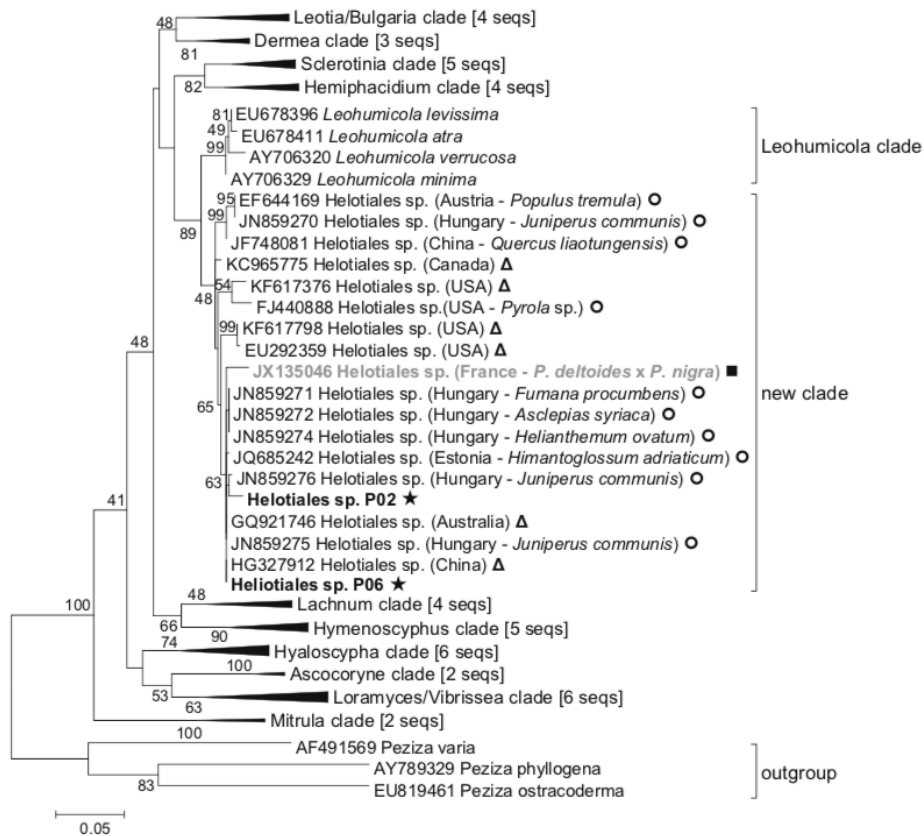 48
Leotia/Bulgaria clade [4 seqs]
Dermea clade [3 seqs]
81
Sclerotinia clade [5 seqs]
82
Hemiphacidium clade [4 seqs]
81
EU678396 Leohumicola levissima
49
EU678411 Leohumicola atra
99
AY706320 Leohumicola verrucosa
Leohumicola clade
AY706329 Leohumicola minima
95
EF644169 Helotiales sp. (Austria - Populus tremula)
99
JN859270 Helotiales sp. (Hungary - Juniperus communis)
89
JF748081 Helotiales sp. (China - Quercus liaotungensis)
KC965775 Helotiales sp. (Canada) Δ
54
KF617376 Helotiales sp. (USA) Δ
48
FJ440888 Helotiales sp.(USA - Pyrola sp.)
99
KF617798 Helotiales sp. (USA) Δ
48
EU292359 Helotiales sp. (USA) Δ
JX135046 Helotiales sp. (France - P. deltoides x P. nigra) ■
JN859271 Helotiales sp. (Hungary - Fumana procumbens)
new clade
65
JN859272 Helotiales sp. (Hungary - Asclepias syriaca)
JN859274 Helotiales sp. (Hungary - Helianthemum ovatum)
JQ685242 Helotiales sp. (Estonia - Himantoglossum adriaticum)
63
JN859276 Helotiales sp. (Hungary - Juniperus communis)
41
Helotiales sp. P02 ★
GQ921746 Helotiales sp. (Australia) Δ
JN859275 Helotiales sp. (Hungary - Juniperus communis)
HG327912 Helotiales sp. (China) Δ
Heliotiales sp. P06 ★
100
48
Lachnum clade [4 seqs]
66
Hymenoscyphus clade [5 seqs]
90
74
Hyaloscypha clade [6 seqs]
100
Ascocoryne clade [2 seqs]
53
Loramyces/Vibrissea clade [6 seqs]
63
Mitrula clade [2 seqs]
100
AF491569 Peziza varia
AY789329 Peziza phyllogena
outgroup
83
EU819461 Peziza ostracoderma
0.05